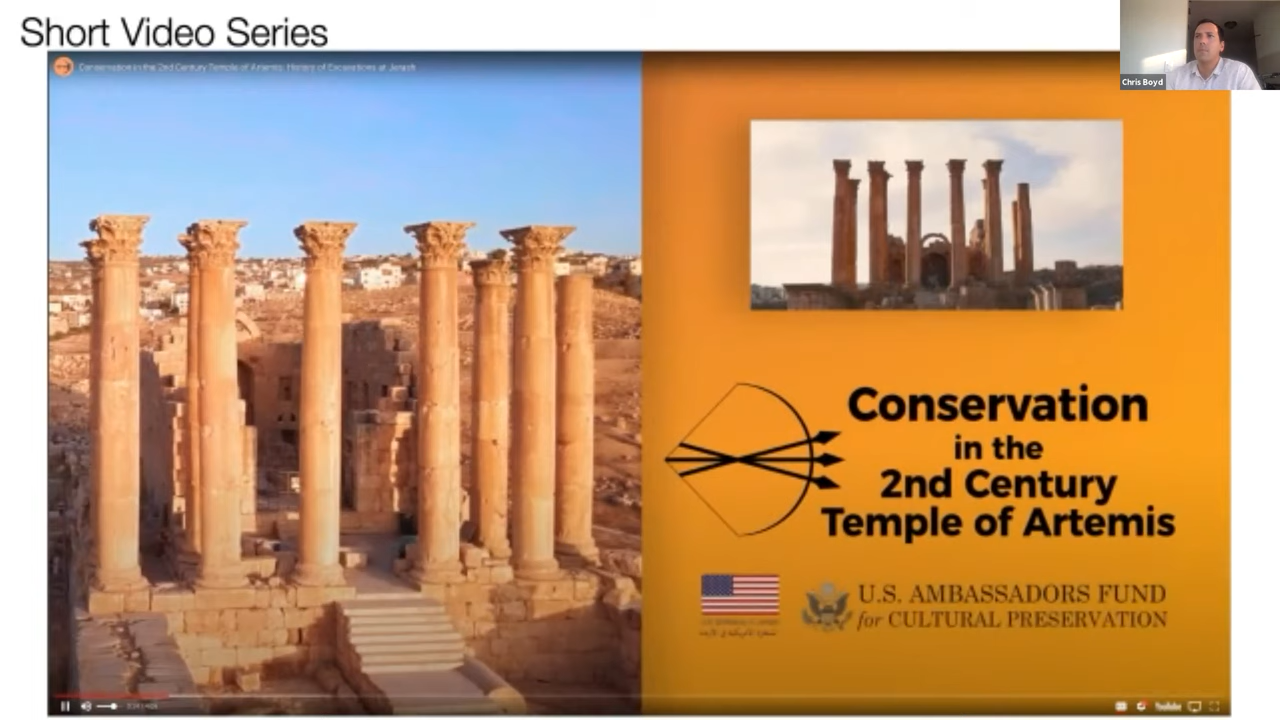 Short Video Series
Conservation in the 2nd Century Temple of Artemis: History of Excavations at Jerash
Chris Boyd
Conservation
in the
2nd Century
Temple of Artemis
U.S. AMBASSADORS FUND
for CULTURAL PRESERVATION
YouTube